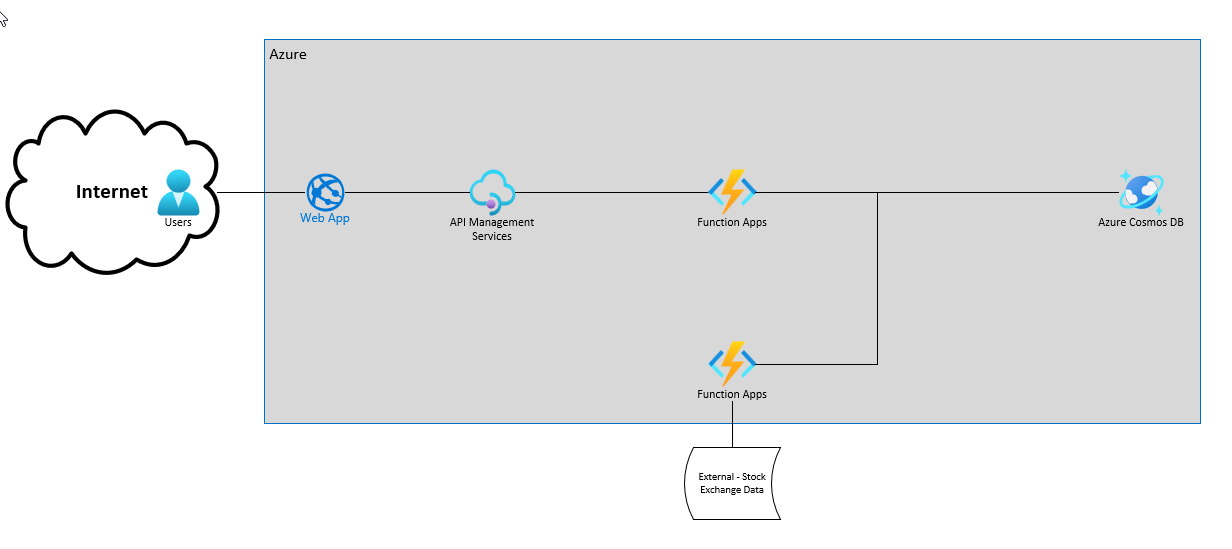 Azure
Internet
Users
Web App
API Management
Services
Function Apps
Azure Cosmos DB
Function Apps
External - Stock
Exchange Data